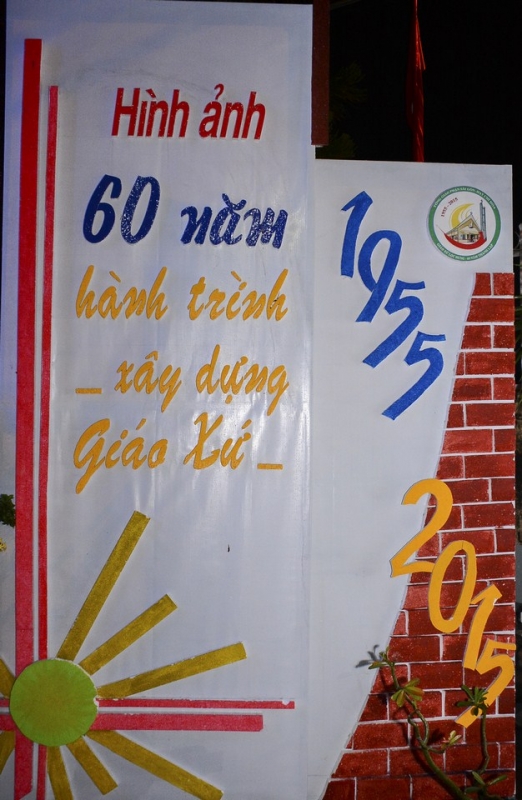 Hình ảnh
60 năm
hành trình
_ xây dựng
Giáo Xứ _
1955
2015